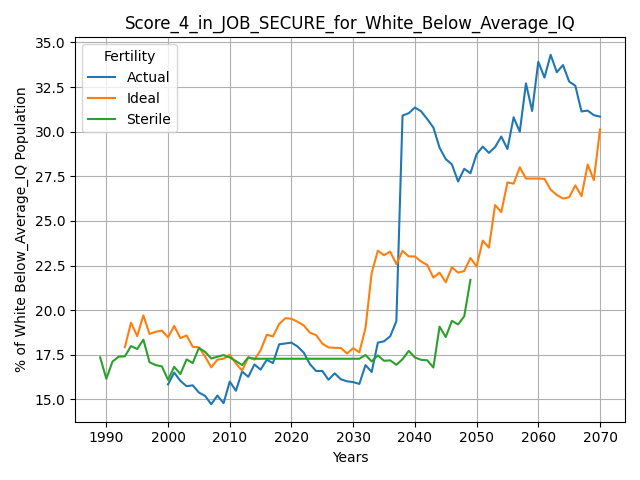 Score_4_in_JOB_SECURE_for_White_Below_Average_IQ
% of White Below_Average_IQ Population
35.0
32.5
30.0
27.5
25.0
22.5
20.0
17.5
15.0
Fertility
Actual
Ideal
Sterile
1990 2000 2010 2020 2030 2040 2050 2060 2070
Years